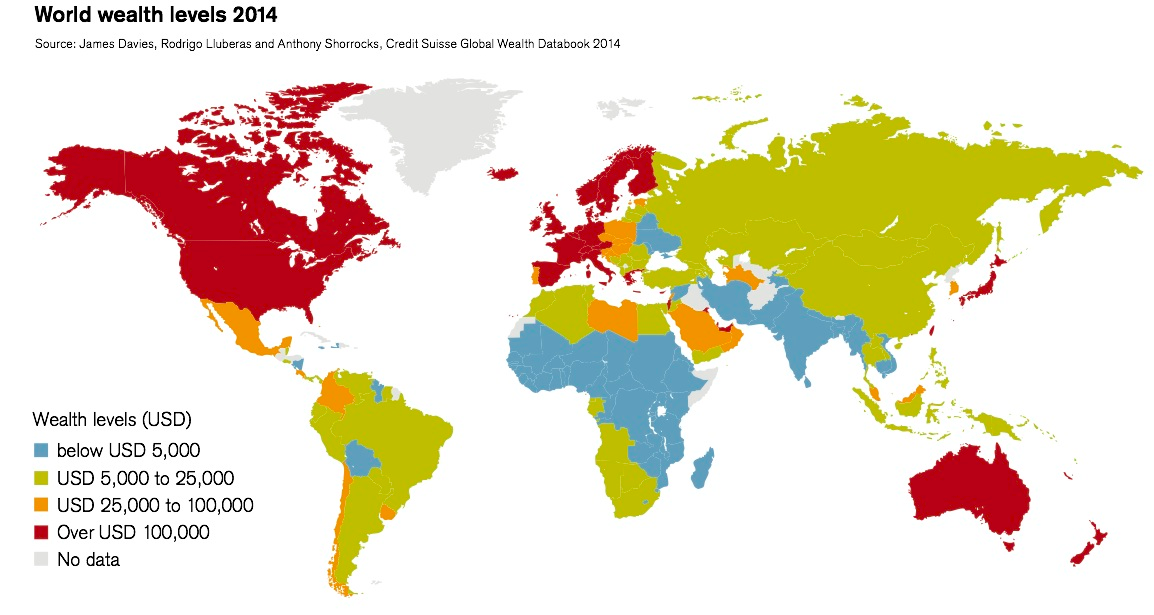 World wealth levels 2014
Source: James Davies, Rodrigo Lluberas and Anthony Shorrocks, Credit Suisse Global Wealth Databook 2014
Wealth levels (USD)
below USD 5,000
USD 5,000 to 25,000
USD 25,000 to 100,000
Over USD 100,000
No data